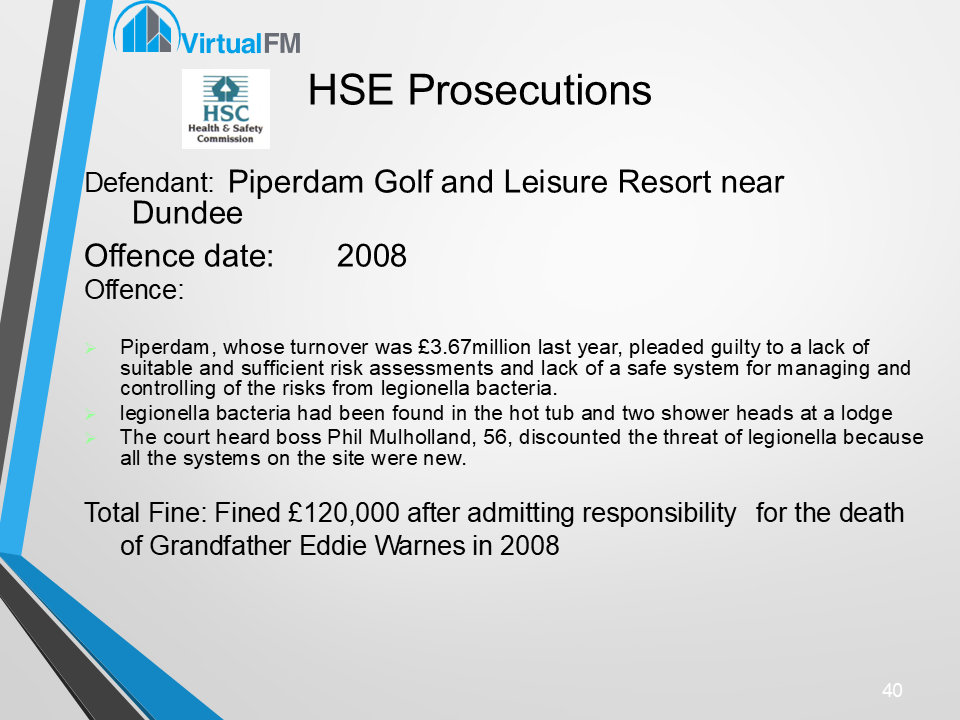 VirtualFM
HSE Prosecutions
HSC
Health & Safety
Commission
Defendant: Piperdam Golf and Leisure Resort near
Dundee
Offence date: 2008
Offence:
Piperdam, whose turnover was £3.67million last year, pleaded guilty to a lack of
suitable and sufficient risk assessments and lack of a safe system for managing and
controlling of the risks from legionella bacteria.
legionella bacteria had been found in the hot tub and two shower heads at a lodge
The court heard boss Phil Mulholland, 56, discounted the threat of legionella because
all the systems on the site were new.
Total Fine: Fined £120,000 after admitting responsibility for the death
of Grandfather Eddie Warnes in 2008
40